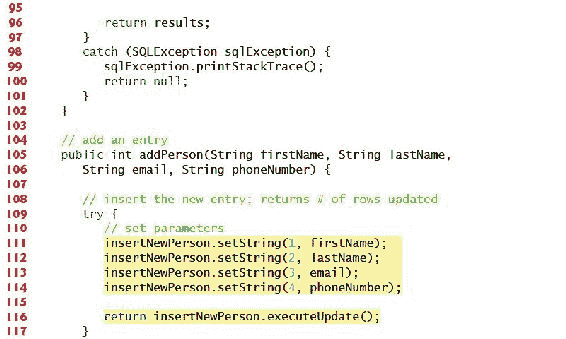 95
96 return results;
97 }
98 catch (SQLException sqlException) {
99 sqlException.printStackTrace();
100 return null;
101 }
102 }
103
104 // add an entry
105 public int addPerson(String firstName, String lastName,
106 String email, String phoneNumber) {
107
108 // insert the new entry; returns # of rows updated
109 try {
110 // set parameters
111 insertNewPerson.setString(1, firstName);
112 insertNewPerson.setString(2, lastName);
113 insertNewPerson.setString(3, email);
114 insertNewPerson.setString(4, phoneNumber);
115
116 return insertNewPerson.executeUpdate();
117 }